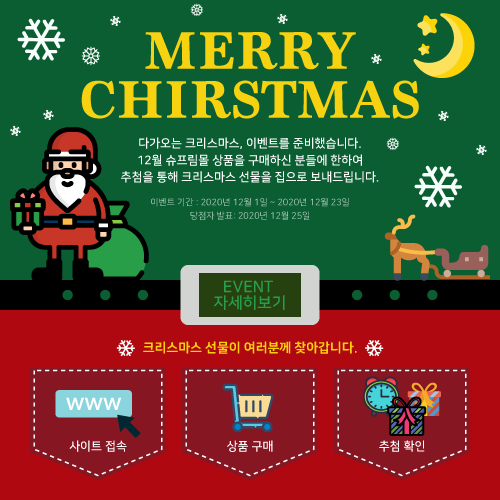 MERRY
CHIRSTMAS
다가오는 크리스마스, 이벤트를 준비했습니다.
12월 슈프림몰 상품을 구매하신 분들에 한하여
추첨을 통해 크리스마스 선물을 집으로 보내드립니다.
이벤트 기간 : 2020년 12월 1일 ~ 2020년 12월 23일
당첨자 발표: 2020년 12월 25일
EVENT
자세히보기
크리스마스 선물이 여러분께 찾아갑니다.
www
사이트 접속
상품 구매
추첨 확인